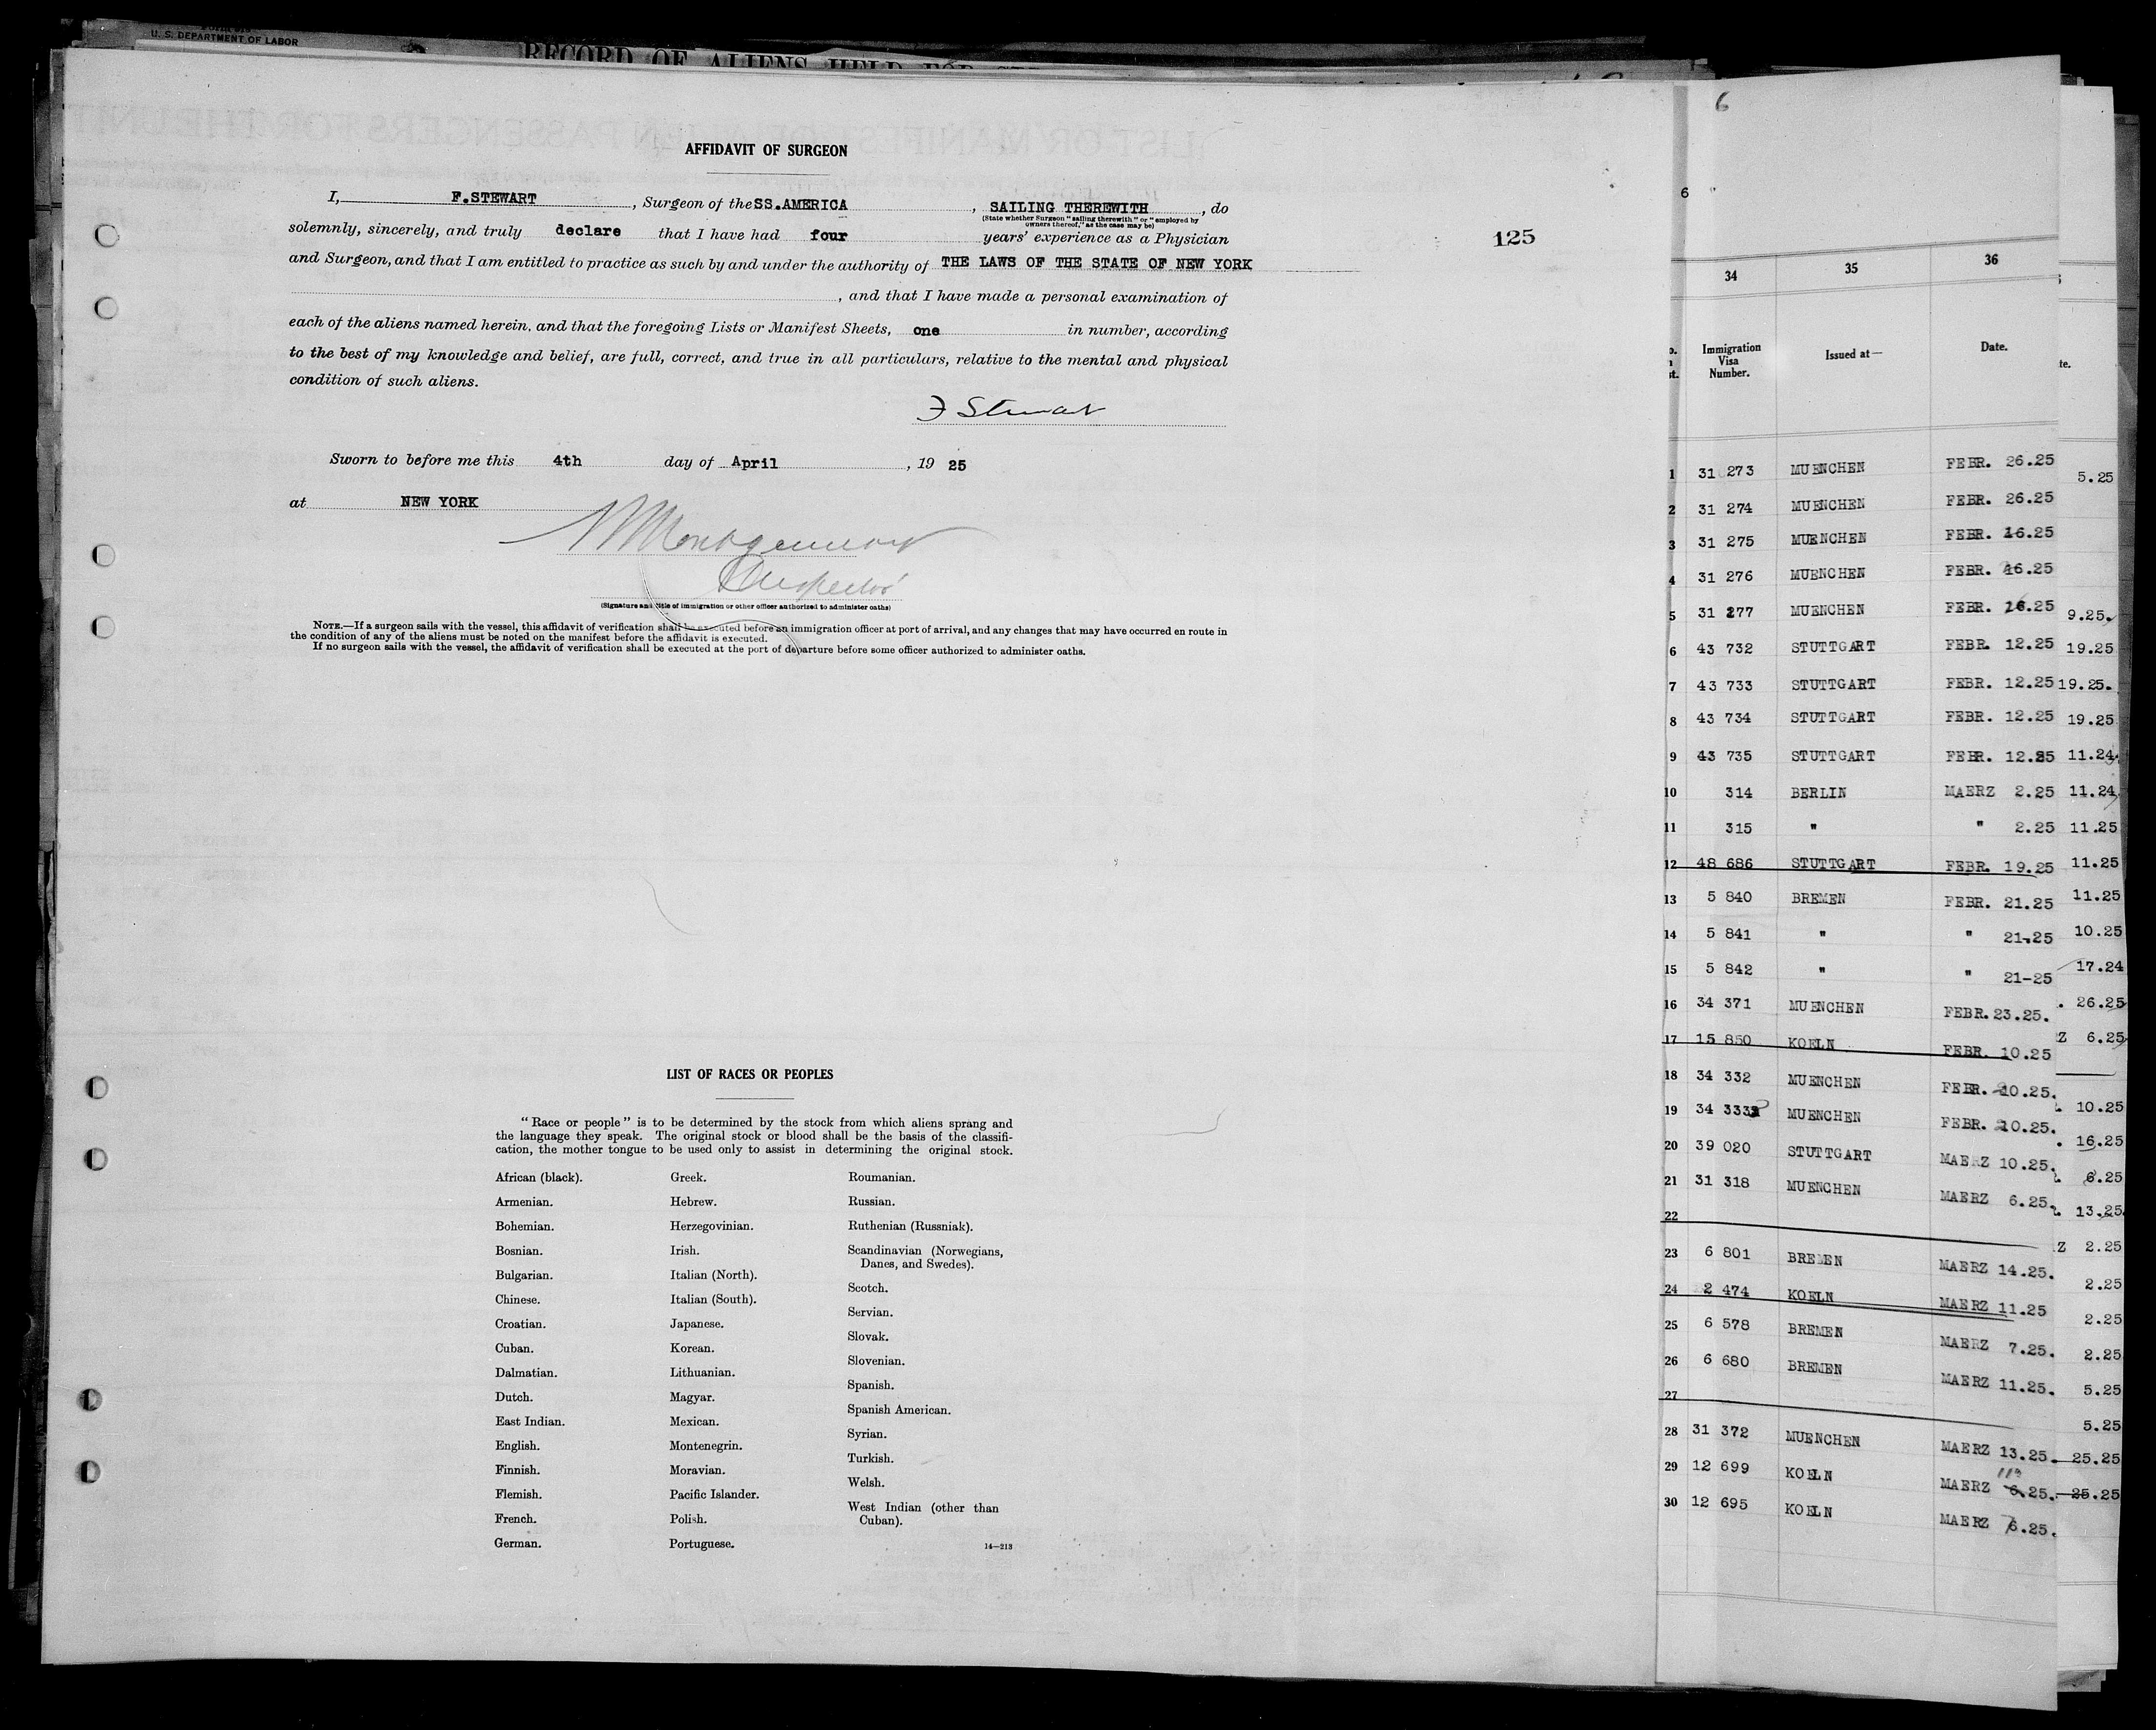 U. S. DEPARTMENT OF LABOR
RECORD OF ALIENS HELD FOR
AFFIDAVIT OF SURGEON
I, F.STEWART , Surgeon of the SS.AMERICA , SAILING THEREWITH , do
(State whether Surgeon "sailing therewith" or "employed by
owners thereof," as the case may be)
solemnly, sincerely, and truly declare that I have had four years' experience as a Physician
and Surgeon, and that I am entitled to practice as such by and under the authority of THE LAWS OF THE STATE OF NEW YORK
, and that I have made a personal examination of
each of the aliens named herein, and that the foregoing Lists or Manifest Sheets, one in number, according
to the best of my knowledge and belief, are full, correct, and true in all particulars, relative to the mental and physical
condition of such aliens.
F Stewart
Sworn to before me this 4th day of April , 19 25
at NEW YORK
Montgomery
Inspector
(Signature and title of immigration or other officer authorized to administer oaths)
NOTE.—If a surgeon sails with the vessel, this affidavit of verification shall be executed before an immigration officer at port of arrival, and any changes that may have occurred en route in
the condition of any of the aliens must be noted on the manifest before the affidavit is executed.
If no surgeon sails with the vessel, the affidavit of verification shall be executed at the port of departure before some officer authorized to administer oaths.
125
LIST OF RACES OR PEOPLES
"Race or people" is to be determined by the stock from which aliens sprang and
the language they speak. The original stock or blood shall be the basis of the classifi-
cation, the mother tongue to be used only to assist in determining the original stock.
African (black).
Armenian.
Bohemian.
Bosnian.
Bulgarian.
Chinese.
Croatian.
Cuban.
Dalmatian.
Dutch.
East Indian.
English.
Finnish.
Flemish.
French.
German.
Greek.
Hebrew.
Herzegovinian.
Irish.
Italian (North).
Italian (South).
Japanese.
Korean.
Lithuanian.
Magyar.
Mexican.
Montenegrin.
Moravian.
Pacific Islander.
Polish.
Portuguese.
Roumanian.
Russian.
Ruthenian (Russniak).
Scandinavian (Norwegians,
Danes, and Swedes).
Scotch.
Servian.
Slovak.
Slovenian.
Spanish.
Spanish American.
Syrian.
Turkish.
Welsh.
West Indian (other than
Cuban).
14—213
6
6
34 35 36
Immigration
Visa
Number.
Issued at—
Date.
1 31 273 MUENCHEN FEBR. 26.25
2 31 274 MUENCHEN FEBR. 26.25
3 31 275 MUENCHEN FEBR. 16.25
4 31 276 MUENCHEN FEBR. 16.25
5 31 277 MUENCHEN FEBR. 16.25
6 43 732 STUTTGART FEBR. 12.25
7 43 733 STUTTGART FEBR. 12.25
8 43 734 STUTTGART FEBR. 12.25
9 43 735 STUTTGART FEBR. 12.25
10 314 BERLIN MAERZ 2.25
11 315 " " 2.25
12 48 686 STUTTGART FEBR. 19.25
13 5 840 BREMEN FEBR. 21.25
14 5 841 " " 21-25
15 5 842 " " 21-25
16 34 371 MUENCHEN FEBR.23.25.
17 15 850 KOELN FEBR. 10.25
18 34 332 MUENCHEN FEBR. 10.25.
19 34 333 MUENCHEN FEBR. 10.25.
20 39 020 STUTTGART MAERZ 10.25.
21 31 318 MUENCHEN MAERZ 6.25.
22
23 6 801 BREMEN MAERZ 14.25.
24 2 474 KOELN MAERZ 11.25
25 6 578 BREMEN MAERZ 7.25.
26 6 680 BREMEN MAERZ 11.25.
27
28 31 372 MUENCHEN MAERZ 13.25.
29 12 699 KOELN MAERZ 6.25.
30 12 695 KOELN MAERZ 6.25.
te.
5.25
9.25.
19.25
19.25.
19.25
11.24
11.24
11.25
11.25
11.25
10.25
17.24
. 26.25
Z 6.25
10.25
. 16.25
6.25
. 13.25
Z 2.25
2.25
2.25
2.25
5.25
5.25
25.25
25.25